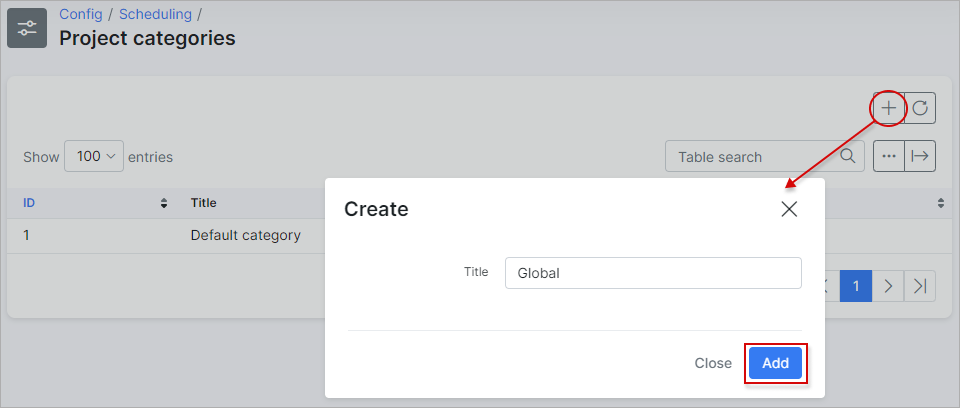 Config / Scheduling /
Project categories
Show 100 entries
Table search
ID Title
1 Default category
Create
Title Global
1
Close Add